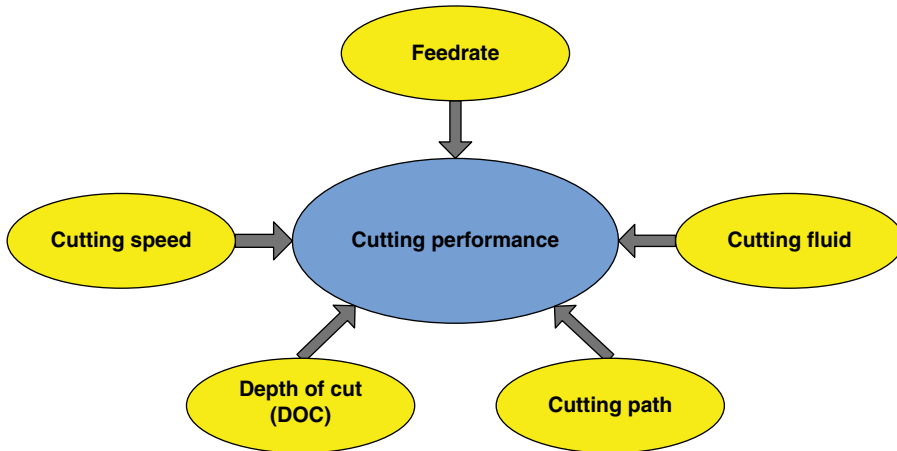 Feedrate
Cutting speed
Cutting performance
Cutting fluid
Depth of cut
(DOC)
Cutting path